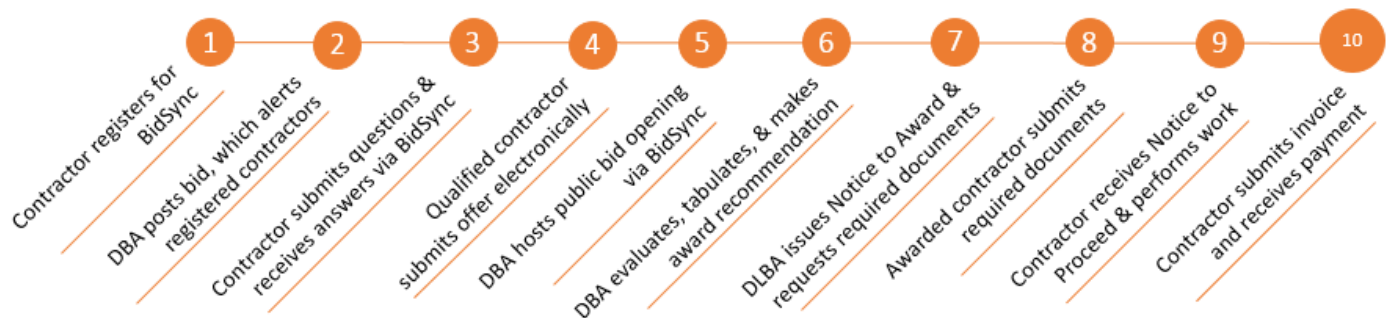 1
Contractor registers for
BidSync
2
DBA posts bid, which alerts
registered contractors
3
Contractor submits questions &
receives answers via BidSync
4
Qualified contractor
submits offer electronically
5
DBA hosts public bid opening
via BidSync
6
DBA evaluates, tabulates, & makes
award recommendation
7
DLBA issues Notice to Award &
requests required documents
8
Awarded contractor submits
required documents
9
Contractor receives Notice to
Proceed & performs work
10
Contractor submits invoice
and receives payment